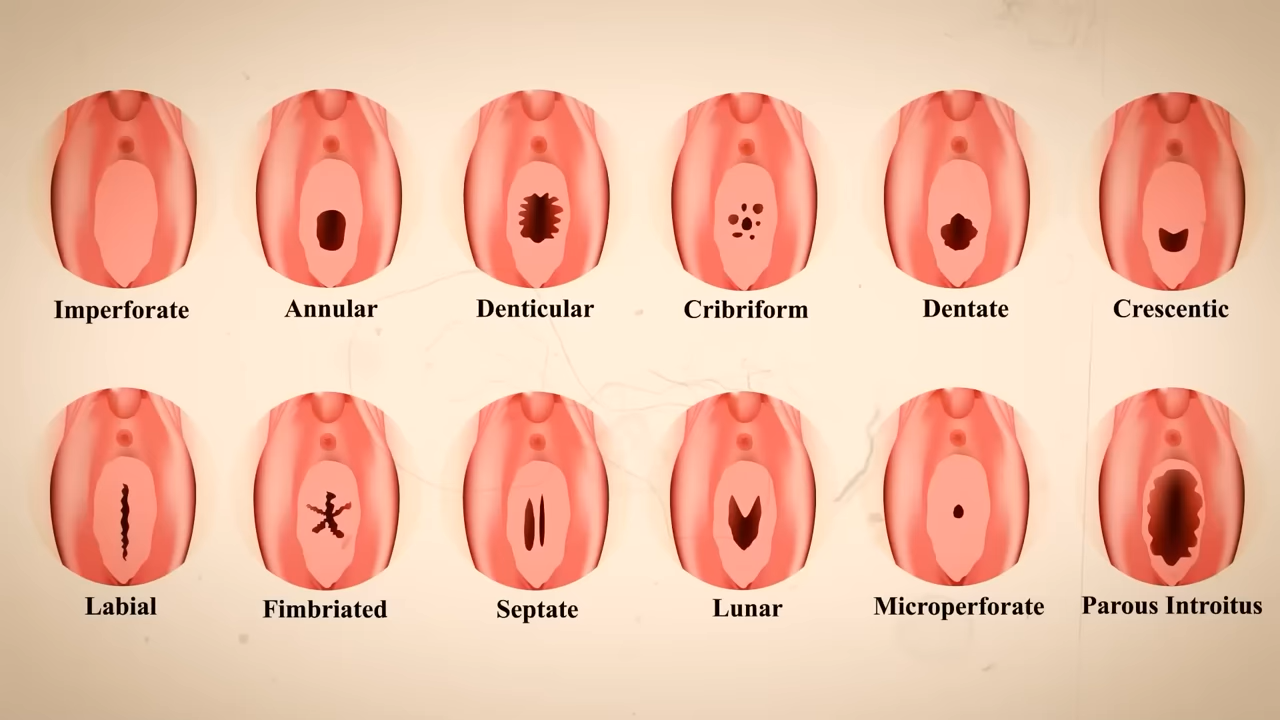 Imperforate
Annular
Denticular
Cribriform
Dentate
Crescentic
Labial
Fimbriated
Septate
Lunar
Microperforate
Parous Introitus